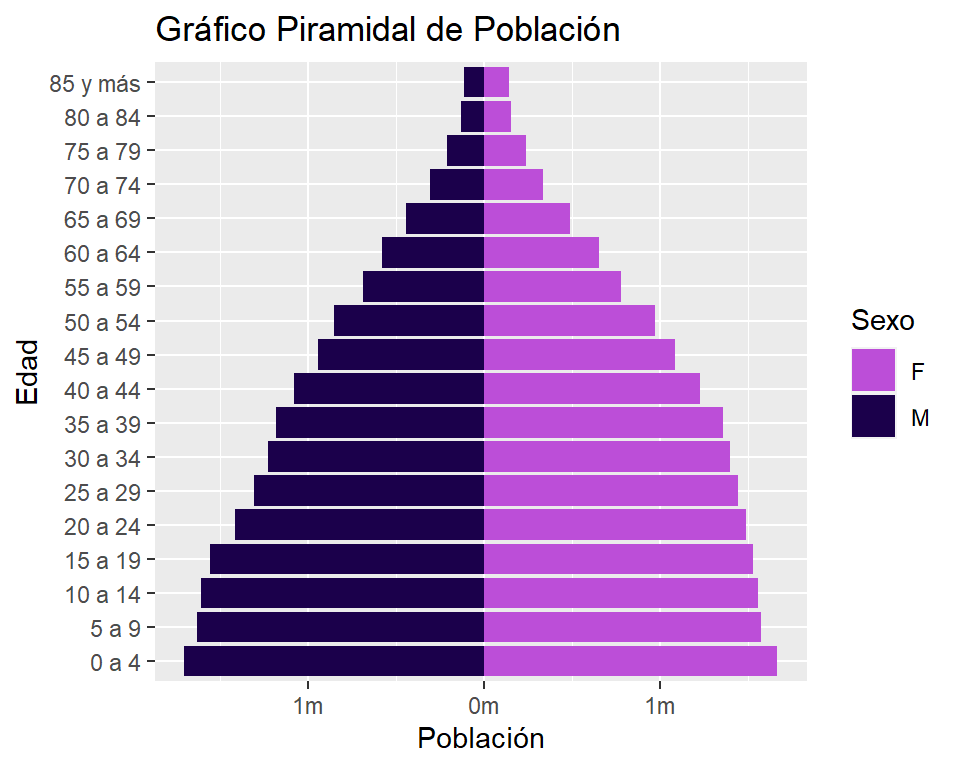 Gráfico Piramidal de Población
85 y más
80 a 84
75 a 79
70 a 74
65 a 69
60 a 64
55 a 59
50 a 54
45 a 49
40 a 44
35 a 39
30 a 34
25 a 29
20 a 24
15 a 19
10 a 14
5 a 9
0 a 4
Edad
1m 0m 1m
Población
Sexo
F
M